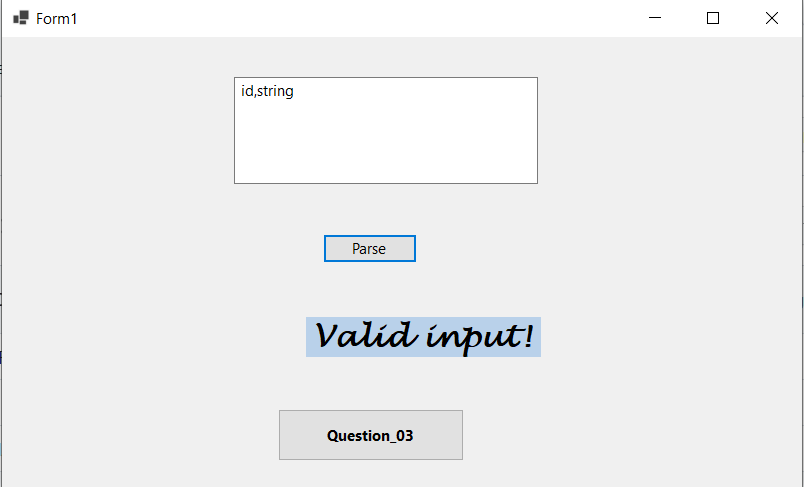 Form1
id,string
Parse
Valid input!
Question_03